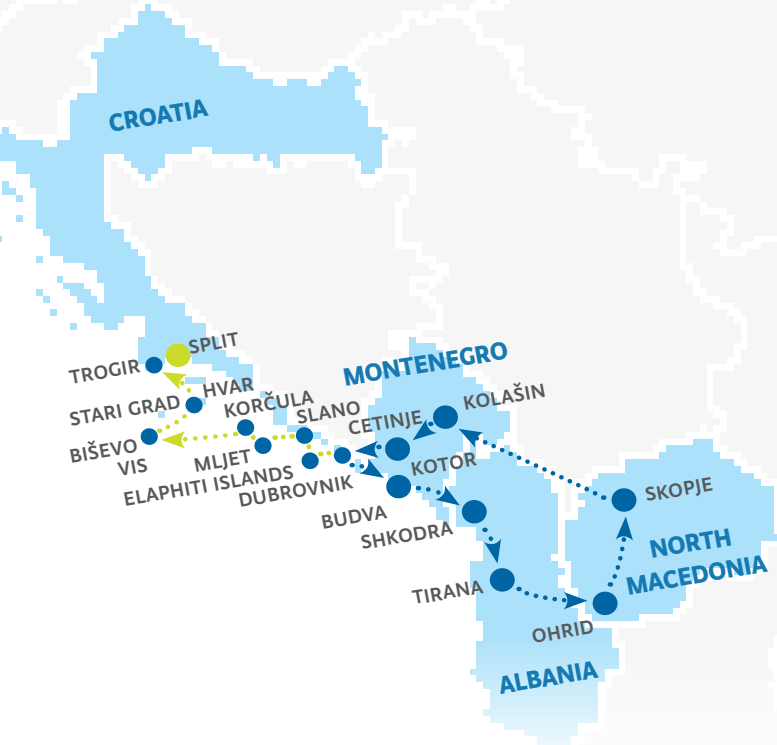 CROATIA
SPLIT
TROGIR
HVAR
STARI GRAD
KORČULA
BIŠEVO
VIS
SLANO
MLJET
ELAPHITI ISLANDS
DUBROVNIK
MONTENEGRO
KOLAŠIN
CETINJE
KOTOR
BUDVA
SHKODRA
TIRANA
SKOPJE
NORTH
MACEDONIA
OHRID
ALBANIA